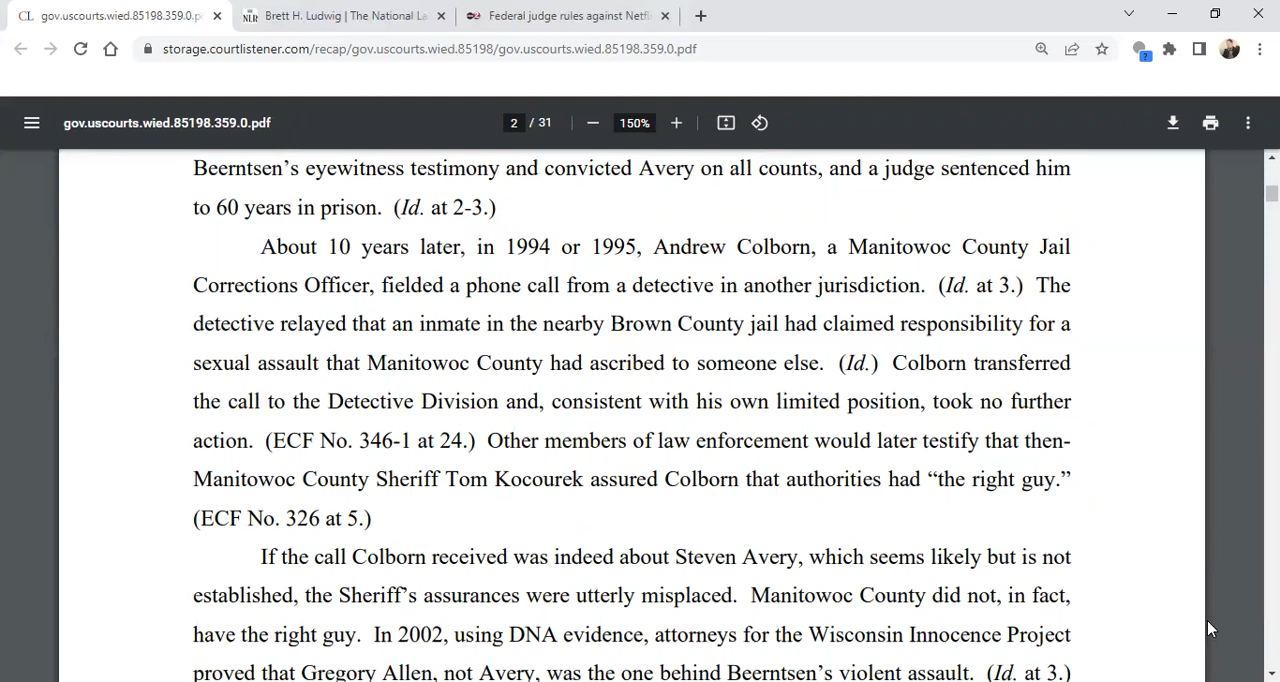 gov.uscourts.wied.85198.359.0.p
Brett H. Ludwig | The National La
Federal judge rules against Netfli
storage.courtlistener.com/recap/gov.uscourts.wied.85198/gov.uscourts.wied.85198.359.0.pdf
gov.uscourts.wied.85198.359.0.pdf
2 / 31
150%
Beerntsen’s eyewitness testimony and convicted Avery on all counts, and a judge sentenced him
to 60 years in prison. (Id. at 2-3.)
About 10 years later, in 1994 or 1995, Andrew Colborn, a Manitowoc County Jail
Corrections Officer, fielded a phone call from a detective in another jurisdiction. (Id. at 3.) The
detective relayed that an inmate in the nearby Brown County jail had claimed responsibility for a
sexual assault that Manitowoc County had ascribed to someone else. (Id.) Colborn transferred
the call to the Detective Division and, consistent with his own limited position, took no further
action. (ECF No. 346-1 at 24.) Other members of law enforcement would later testify that then-
Manitowoc County Sheriff Tom Kocourek assured Colborn that authorities had “the right guy.”
(ECF No. 326 at 5.)
If the call Colborn received was indeed about Steven Avery, which seems likely but is not
established, the Sheriff’s assurances were utterly misplaced. Manitowoc County did not, in fact,
have the right guy. In 2002, using DNA evidence, attorneys for the Wisconsin Innocence Project
proved that Gregory Allen, not Avery, was the one behind Beerntsen’s violent assault. (Id. at 3.)